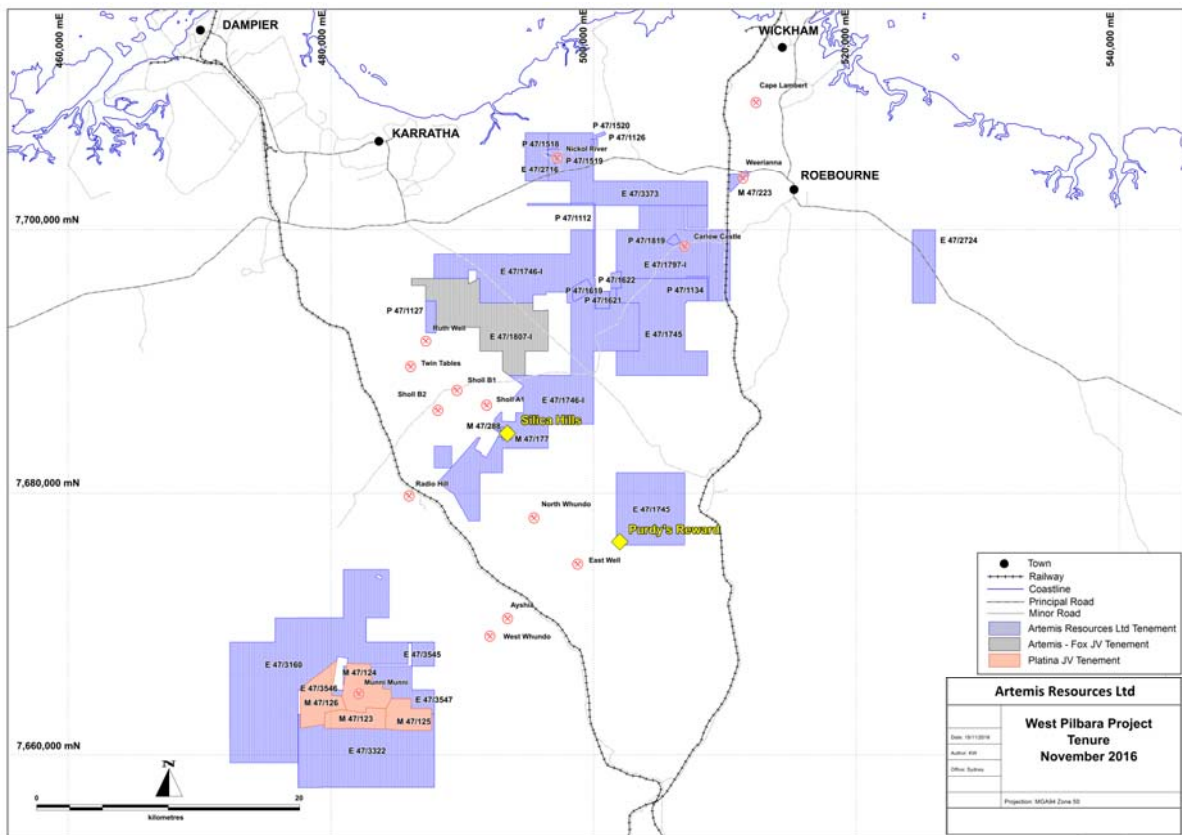 460,000 mE
480,000 mE
500,000 mE
520,000 mE
540,000 mE
DAMPIER
WICKHAM
Cape Lambert
KARRATHA
P 47/1520
P 47/1126
P 47/1518
Nickol River
P 47/1519
E 47/2716
Weerianna
ROEBOURNE
M 47/223
E 47/3373
7,700,000 mN
P 47/1112
E 47/2724
P 47/1819
Carlow Castle
E 47/1797-I
E 47/1746-I
P 47/1622
P 47/1619
P 47/1621
P 47/1134
P 47/1127
Ruth Well
E 47/1807-I
E 47/1745
Twin Tables
Sholl B1
Sholl B2
Sholl A1
E 47/1746-I
M 47/288
Silica Hills
M 47/177
7,680,000 mN
Radio Hill
North Whundo
E 47/1745
Purdy's Reward
East Well
Ayshia
West Whundo
E 47/3160
E 47/3545
M 47/124
E 47/3546
Munni Munni
M 47/126
E 47/3547
M 47/123
M 47/125
7,660,000 mN
E 47/3322
N
0
20
kilometres
Town
Railway
Coastline
Principal Road
Minor Road
Artemis Resources Ltd Tenement
Artemis - Fox JV Tenement
Platina JV Tenement
Artemis Resources Ltd
West Pilbara Project
Tenure
November 2016
Author: KW
Office: Sydney
Projection: MGA94 Zone 50